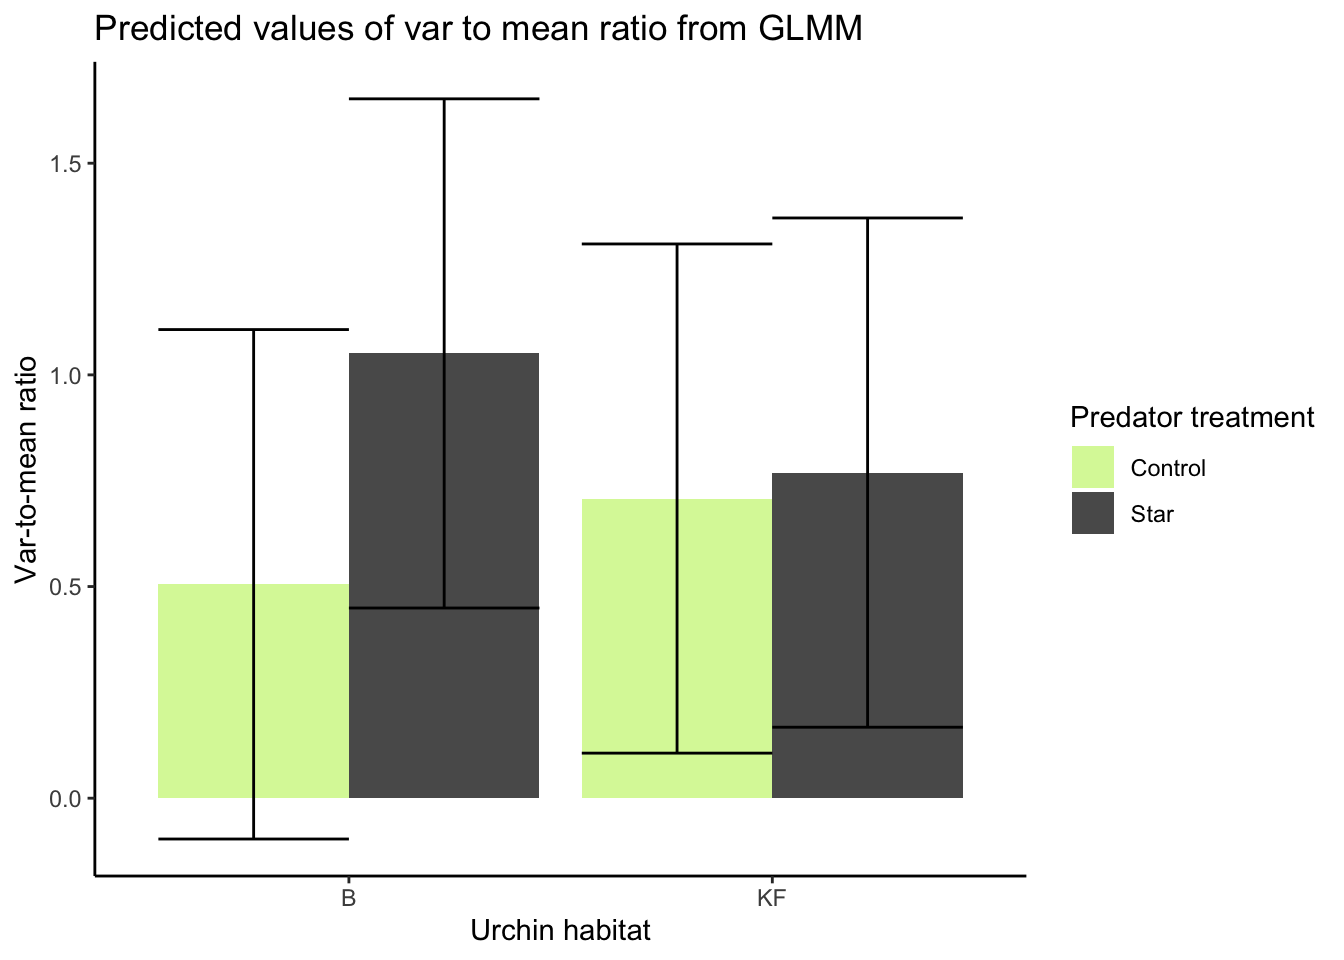 Predicted values of var to mean ratio from GLMM
Var-to-mean ratio
1.5
1.0
0.5
0.0
B
KF
Urchin habitat
Predator treatment
Control
Star